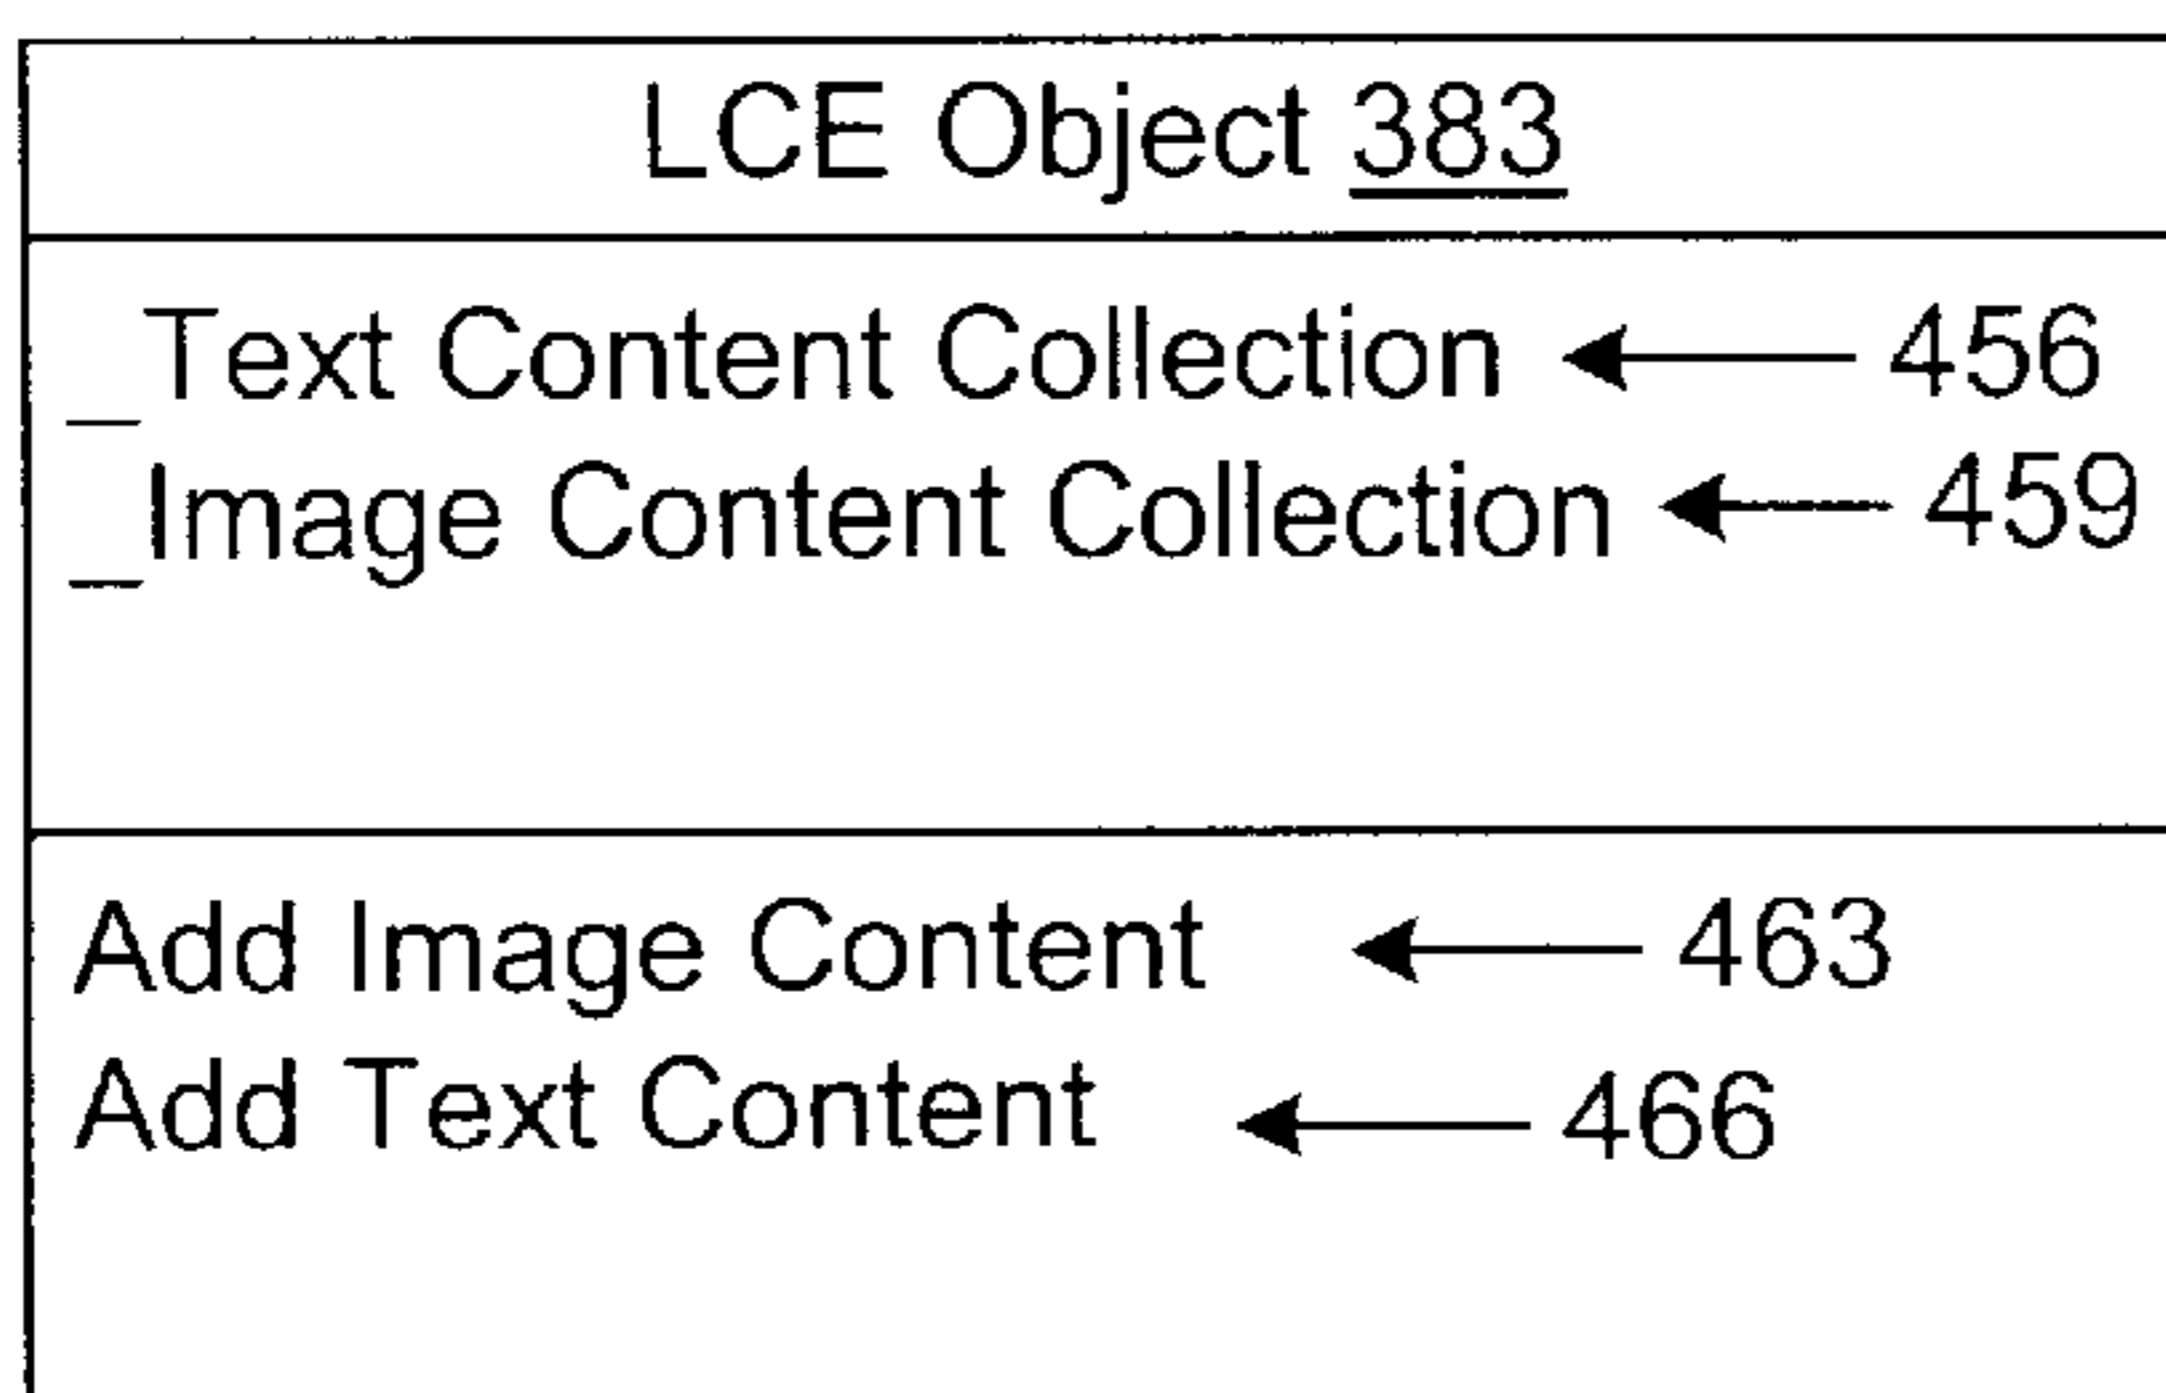 LCE Object 383
_Text Content Collection 456
_Image Content Collection 459
Add Image Content 463
Add Text Content 466